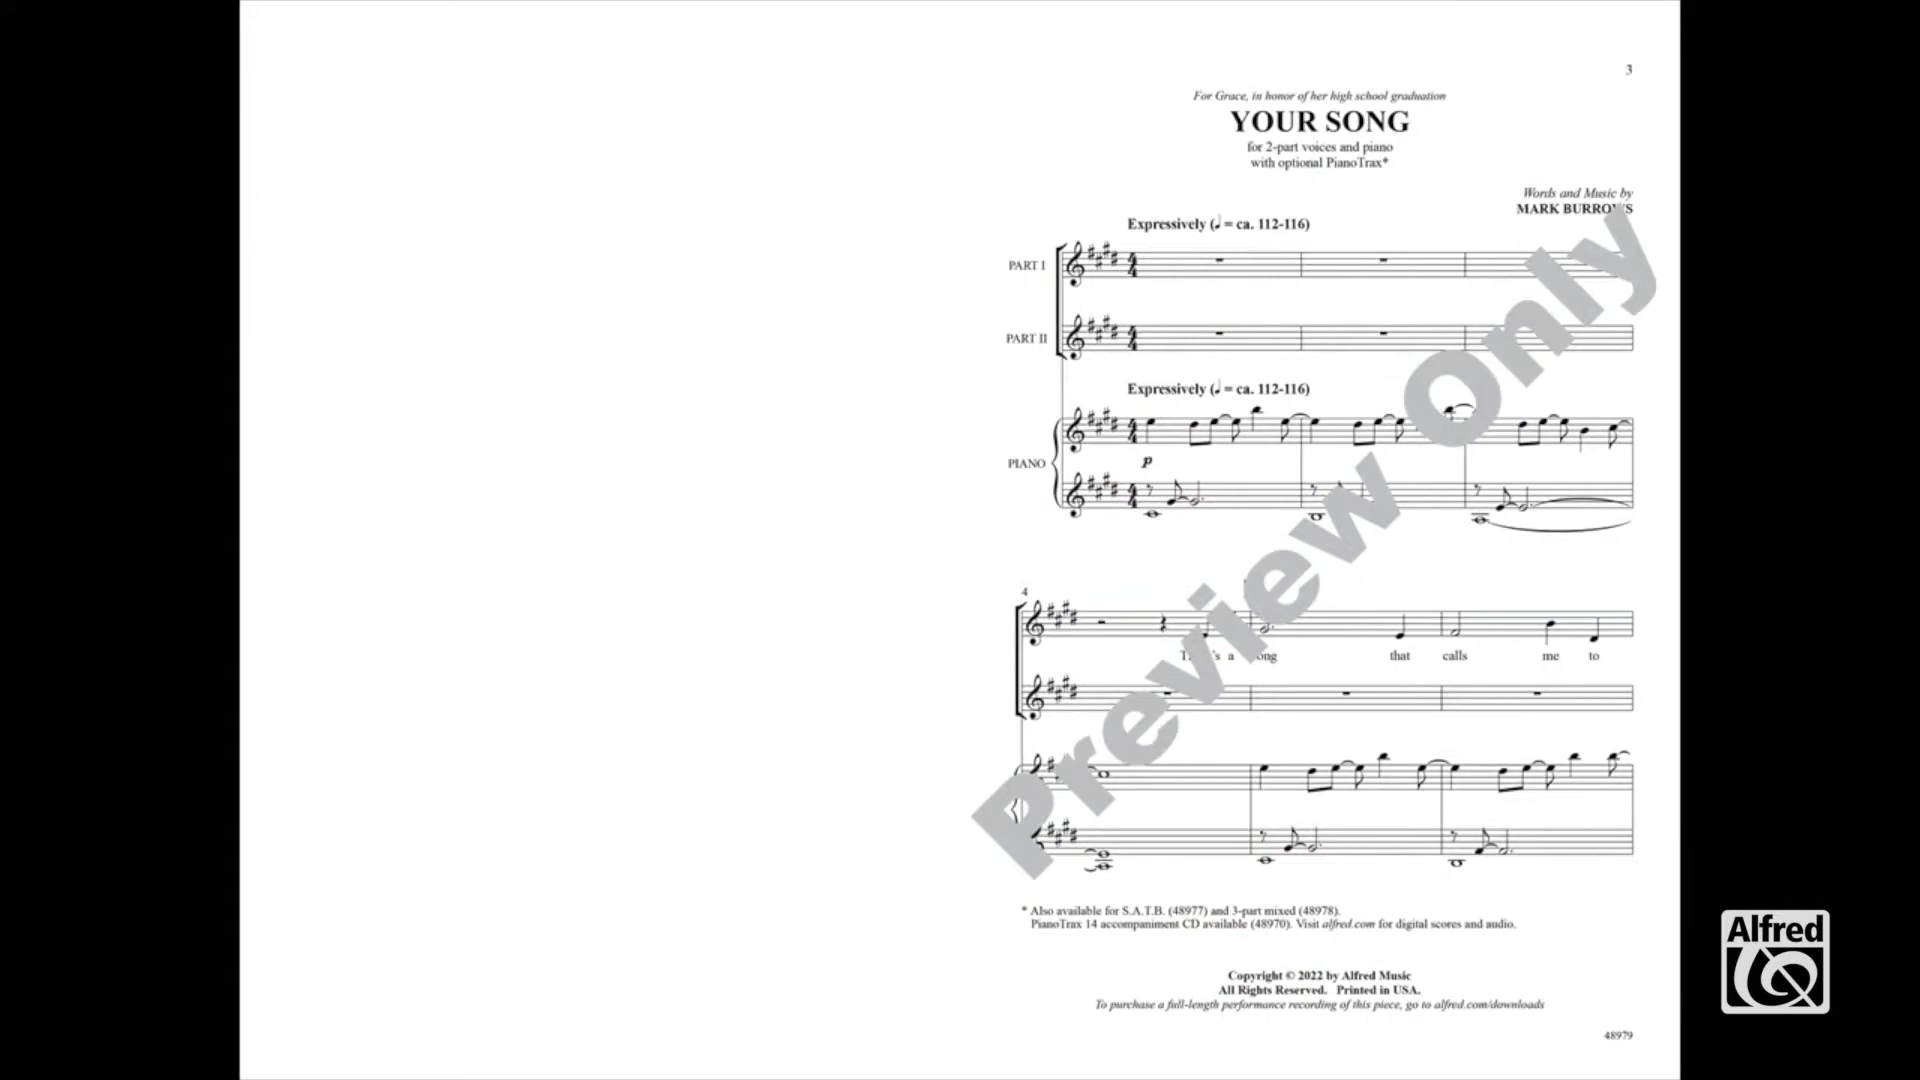 3
For Grace, in honor of her high school graduation
YOUR SONG
for 2-part voices and piano
with optional PianoTrax*
Words and Music by
MARK BURROWS
Expressively (♩ = ca. 112-116)
PART I
PART II
Expressively (♩ = ca. 112-116)
PIANO
p
4
a that calls me to
Preview Only
* Also available for S.A.T.B. (48977) and 3-part mixed (48978).
PianoTrax 14 accompaniment CD available (48970). Visit alfred.com for digital scores and audio.
Copyright © 2022 by Alfred Music
All Rights Reserved. Printed in USA.
To purchase a full-length performance recording of this piece, go to alfred.com/downloads
48979
Alfred